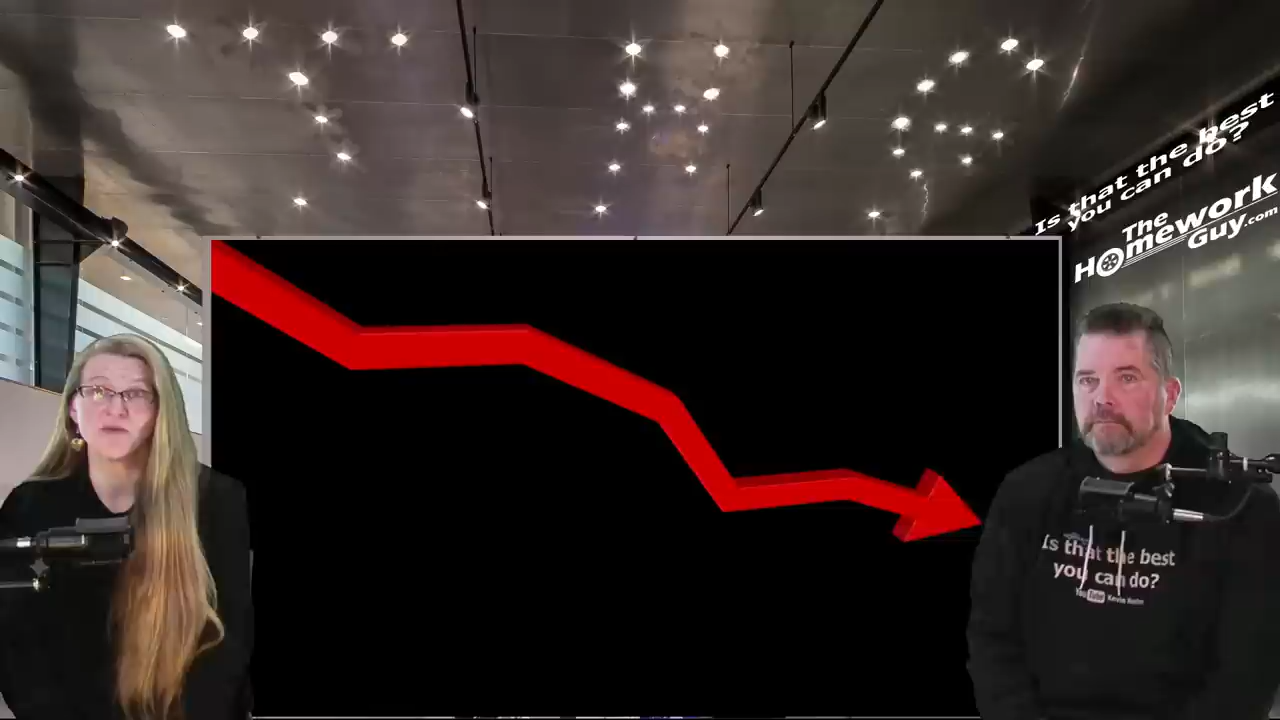 Is that the best
you can do?
The
Homework
Guy.com
Is that the best
you can do?
YouTube Kevin Hunter